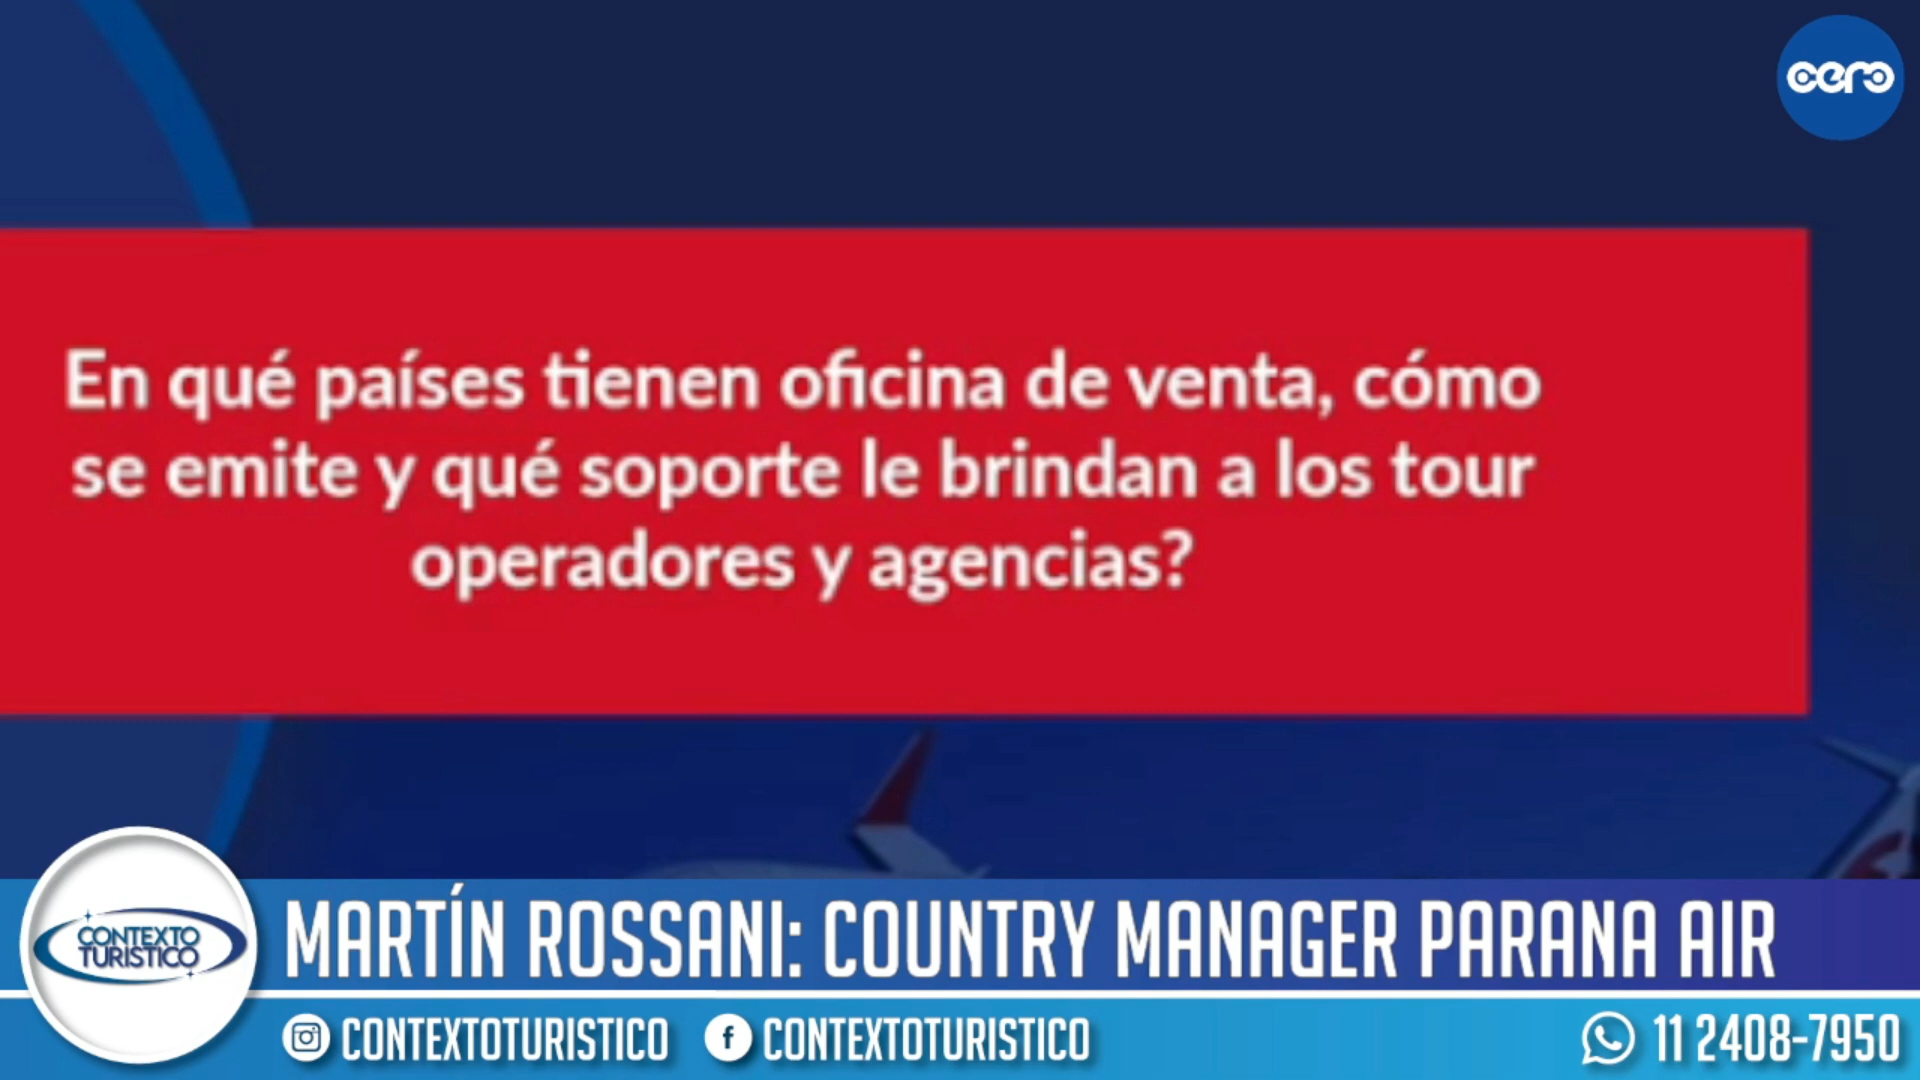 cero
En qué países tienen oficina de venta, cómo
se emite y qué soporte le brindan a los tour
operadores y agencias?
CONTEXTO
TURISTICO
MARTÍN ROSSANI: COUNTRY MANAGER PARANA AIR
CONTEXTOTURISTICO f CONTEXTOTURISTICO 11 2408-7950